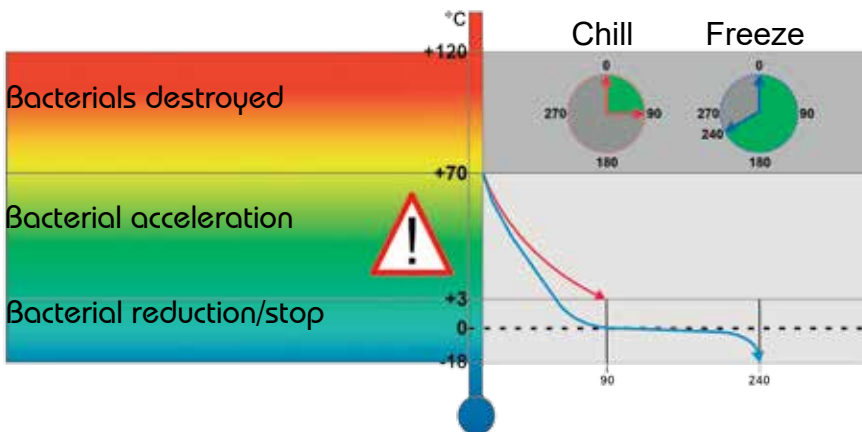 °C
Chill Freeze
+120
0 0
Bacterials destroyed
270 90 270 90
240
180 180
+70
Bacterial acceleration
!
+3
Bacterial reduction/stop
0
-18
90 240